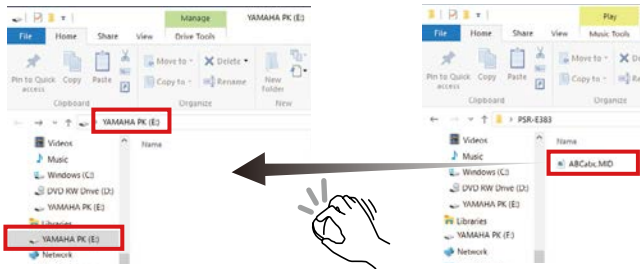 Manage
YAMAHA PK (E:)
File
Home
Share
View
Drive Tools
Pin to Quick access
Copy
Paste
Move to
Delete
Copy to
Rename
New folder
Clipboard
Organize
New
YAMAHA PK (E:)
Videos
Music
Windows (C:)
DVD RW Drive (D:)
YAMAHA PK (E:)
Libraries
YAMAHA PK (E:)
Network
Name
Play
File
Home
Share
View
Music Tools
Pin to Quick access
Copy
Paste
Move to
Copy to
Clipboard
Organize
PSR-E383
Videos
Music
Windows (C:)
DVD RW Drive (D:)
YAMAHA PK (E:)
Libraries
YAMAHA PK (F:)
Network
Name
ABCabc.MID